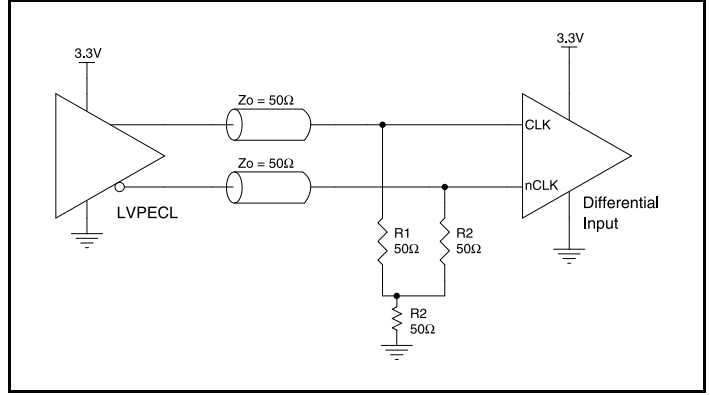 3.3V
3.3V
Zo = 50Ω
CLK
Zo = 50Ω
nCLK
LVPECL
Differential
Input
R1
50Ω
R2
50Ω
R2
50Ω